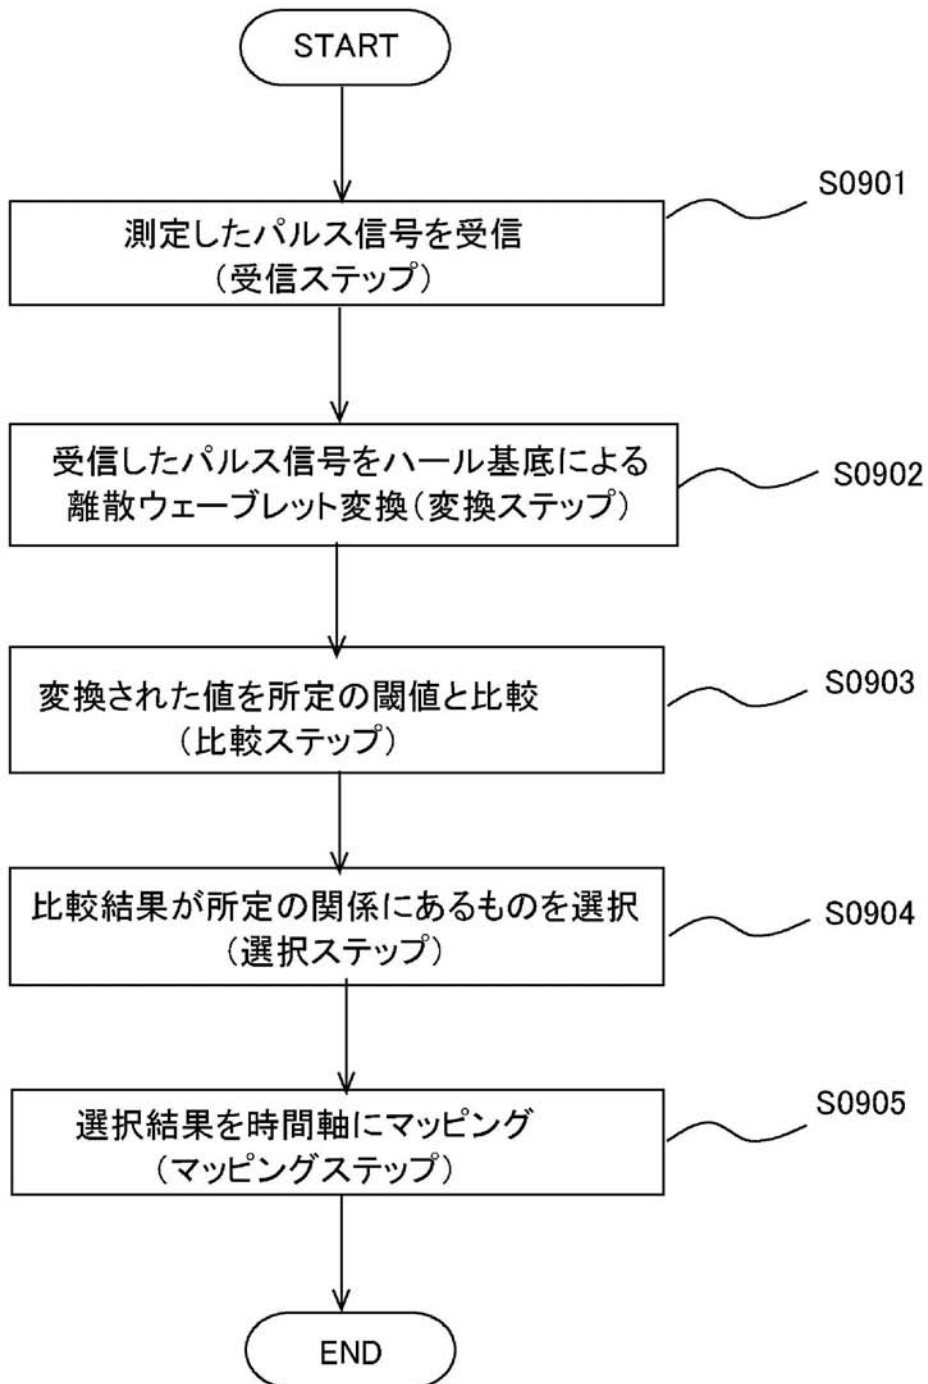 START
S0901
測定したパルス信号を受信
(受信ステップ)
受信したパルス信号をハール基底による
離散ウェーブレット変換(変換ステップ)
S0902
変換された値を所定の閾値と比較
(比較ステップ)
S0903
比較結果が所定の関係にあるものを選択
(選択ステップ)
S0904
選択結果を時間軸にマッピング
(マッピングステップ)
S0905
END